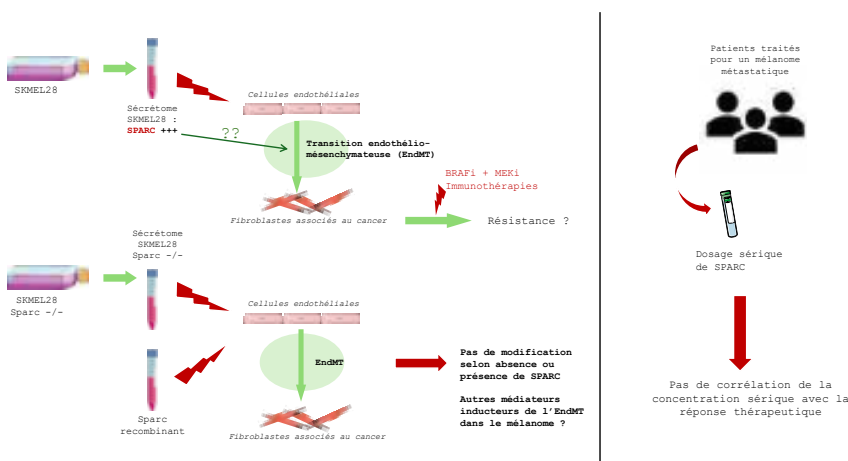 SKMEL28
Sécrétome
SKMEL28 :
SPARC +++
??
Cellules endothéliales
Transition endothélio-
mésenchymateuse (EndMT)
Fibroblastes associés au cancer
BRAFi + MEKi
Immunothérapies
Résistance ?
SKMEL28
Sparc -/-
Sécrétome
SKMEL28
Sparc -/-
Sparc
recombinant
Cellules endothéliales
EndMT
Fibroblastes associés au cancer
Pas de modification
selon absence ou
présence de SPARC
Autres médiateurs
inducteurs de l'EndMT
dans le mélanome ?
Patients traités
pour un mélanome
métastatique
Dosage sérique
de SPARC
Pas de corrélation de la
concentration sérique avec la
réponse thérapeutique